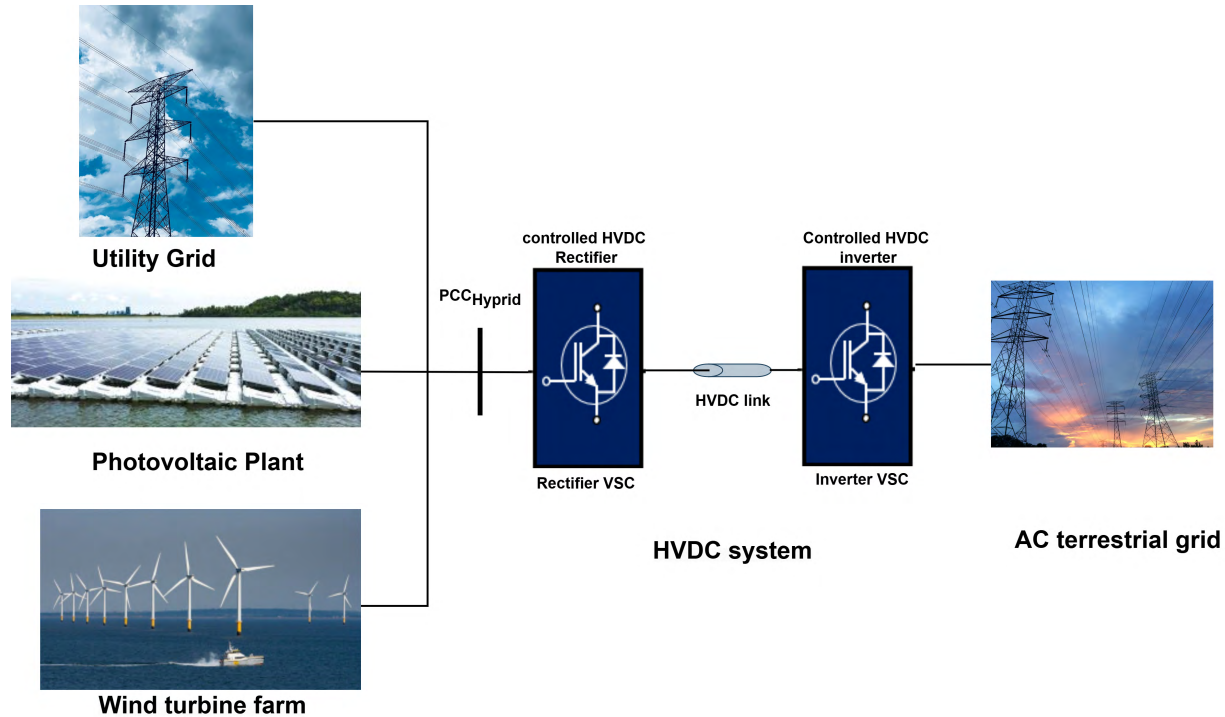 Utility Grid
Photovoltaic Plant
Wind turbine farm
PCCHyprid
controlled HVDC
Rectifier
Rectifier VSC
HVDC link
HVDC system
Controlled HVDC
inverter
Inverter VSC
AC terrestrial grid